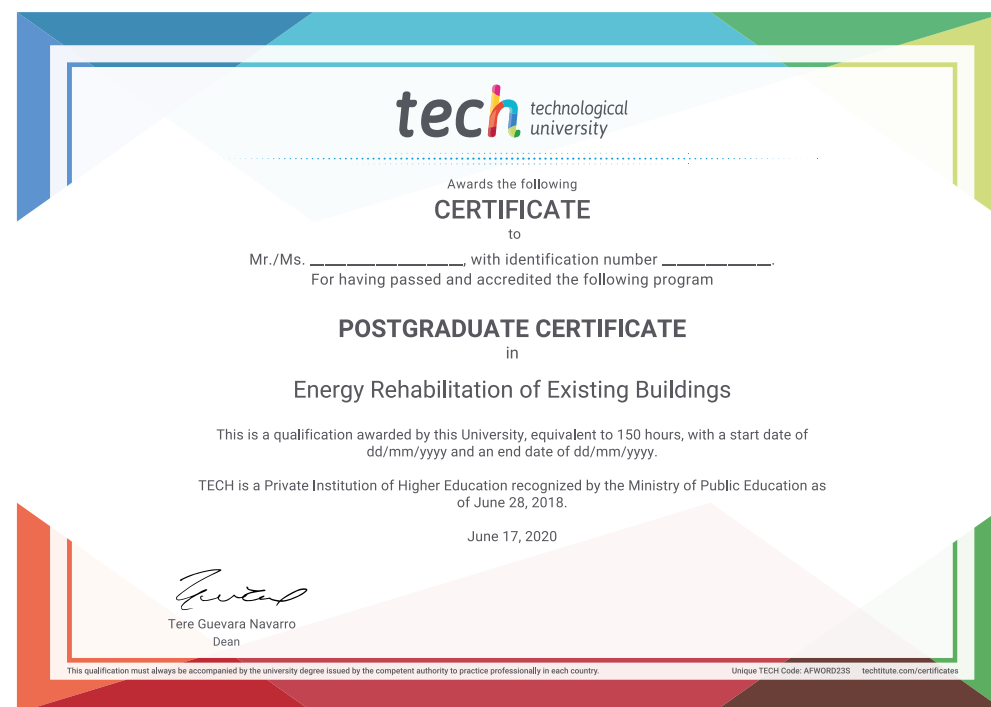 tech technological
university
Awards the following
CERTIFICATE
to
Mr./Ms. ____________________, with identification number ______________.
For having passed and accredited the following program
POSTGRADUATE CERTIFICATE
in
Energy Rehabilitation of Existing Buildings
This is a qualification awarded by this University, equivalent to 150 hours, with a start date of
dd/mm/yyyy and an end date of dd/mm/yyyy.
TECH is a Private Institution of Higher Education recognized by the Ministry of Public Education as
of June 28, 2018.
June 17, 2020
Tere Guevara Navarro
Dean
This qualification must always be accompanied by the university degree issued by the competent authority to practice professionally in each country.
Unique TECH Code: AFWORD23S techtitute.com/certificates